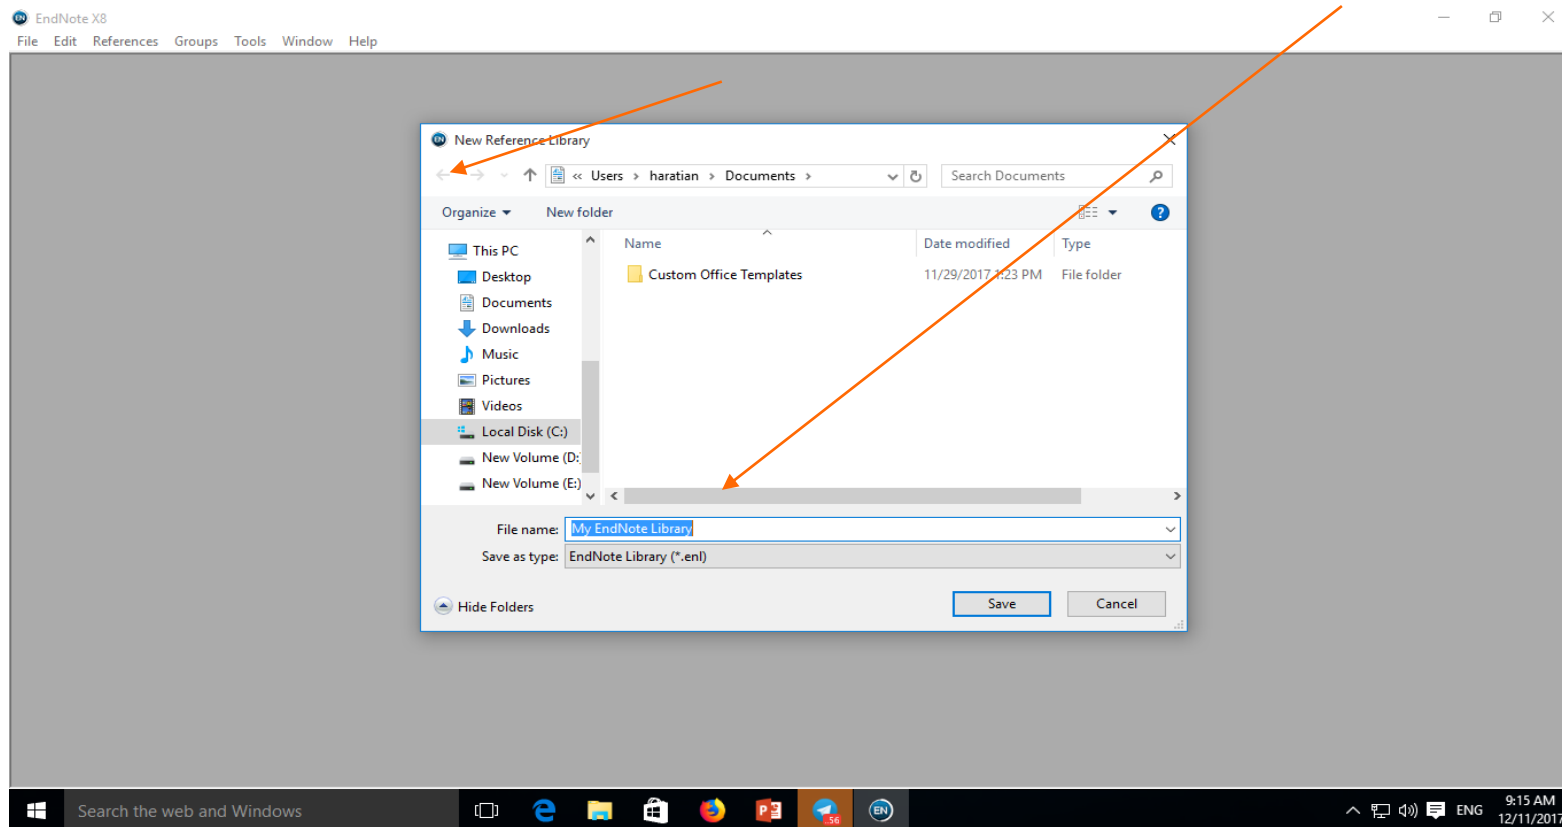 EndNote X8
File Edit References Groups Tools Window Help
New Reference Library
« Users › haratian › Documents ›
Search Documents
Organize New folder
Name Date modified Type
This PC
Custom Office Templates 11/29/2017 1:23 PM File folder
Desktop
Documents
Downloads
Music
Pictures
Videos
Local Disk (C:)
New Volume (D:
New Volume (E:)
File name: My EndNote Library
Save as type: EndNote Library (*.enl)
Hide Folders Save Cancel
Search the web and Windows
.56
EN
ENG
9:15 AM
12/11/2017